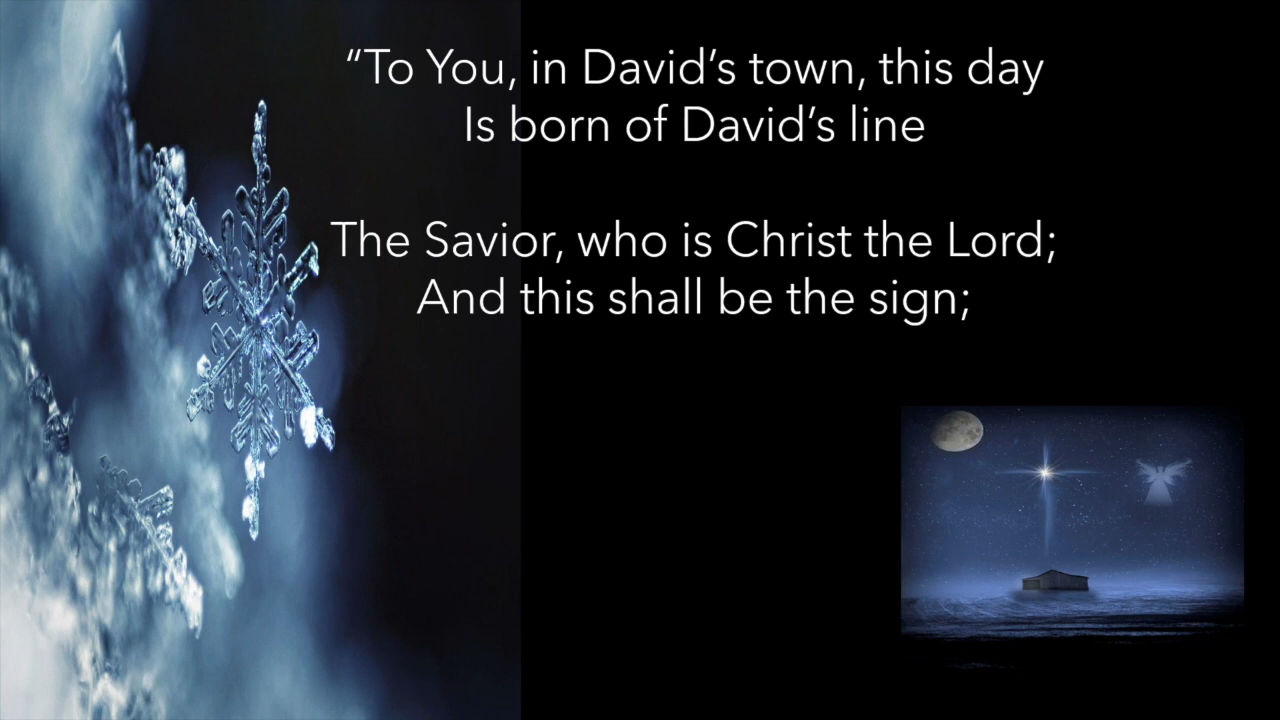 “To You, in David’s town, this day
Is born of David’s line
The Savior, who is Christ the Lord;
And this shall be the sign;